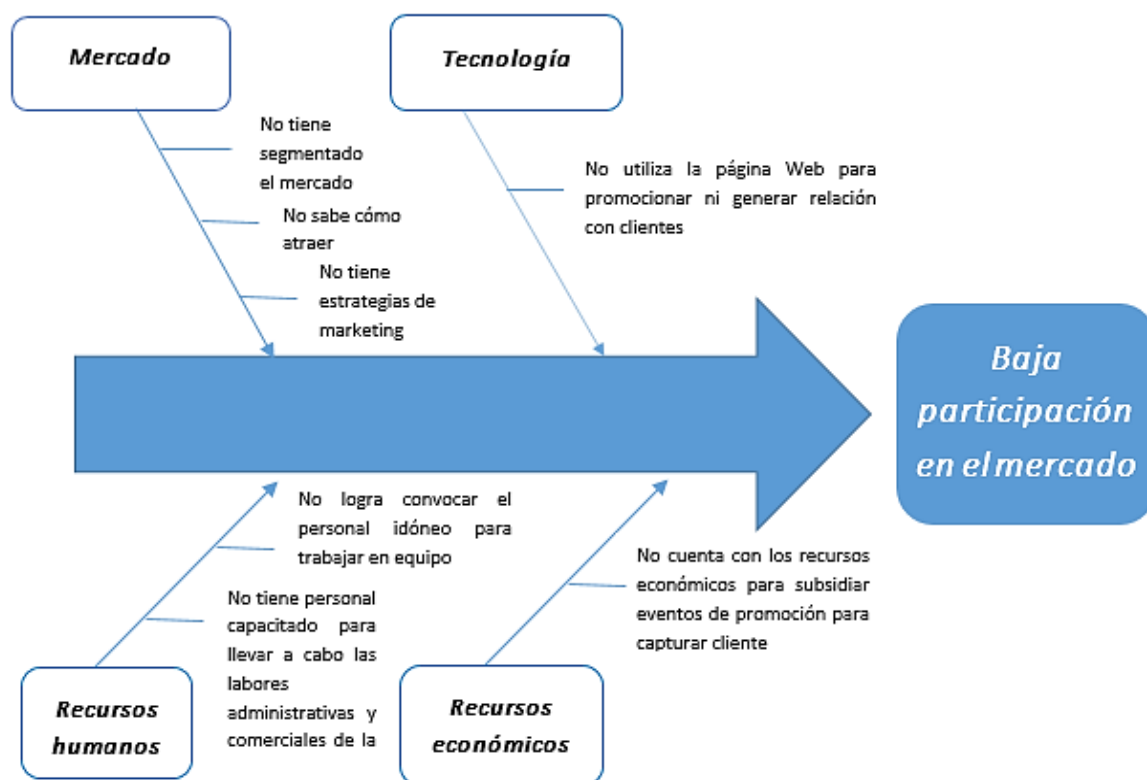 Mercado
Tecnología
No tiene
segmentado
el mercado
No sabe cómo
atraer
No tiene
estrategias de
marketing
No utiliza la página Web para
promocionar ni generar relación
con clientes
Baja
participación
en el mercado
No logra convocar el
personal idóneo para
trabajar en equipo
No tiene personal
capacitado para
llevar a cabo las
labores
administrativas y
comerciales de la
No cuenta con los recursos
económicos para subsidiar
eventos de promoción para
capturar cliente
Recursos
humanos
Recursos
económicos